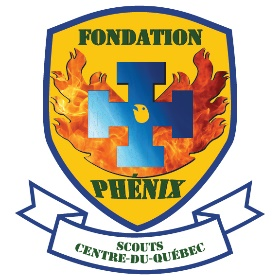 FONDATION
PHÉNIX
SCOUTS
CENTRE-DU-QUÉBEC